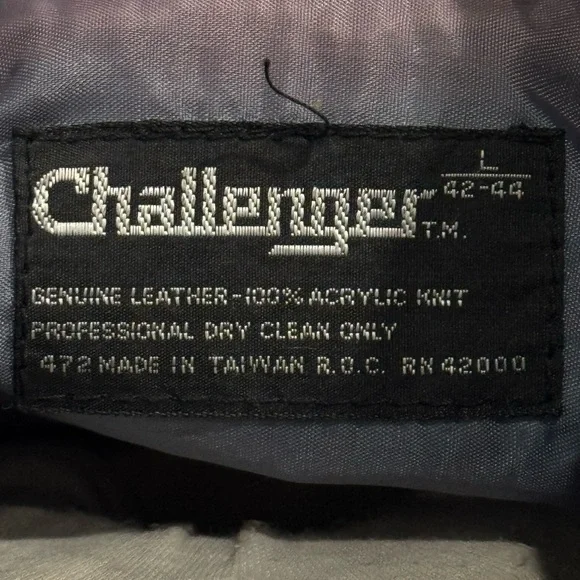 Challenger T.M.
L
42-44
GENUINE LEATHER-100% ACRYLIC KNIT
PROFESSIONAL DRY CLEAN ONLY
472 MADE IN TAIWAN R.O.C. RN 42000